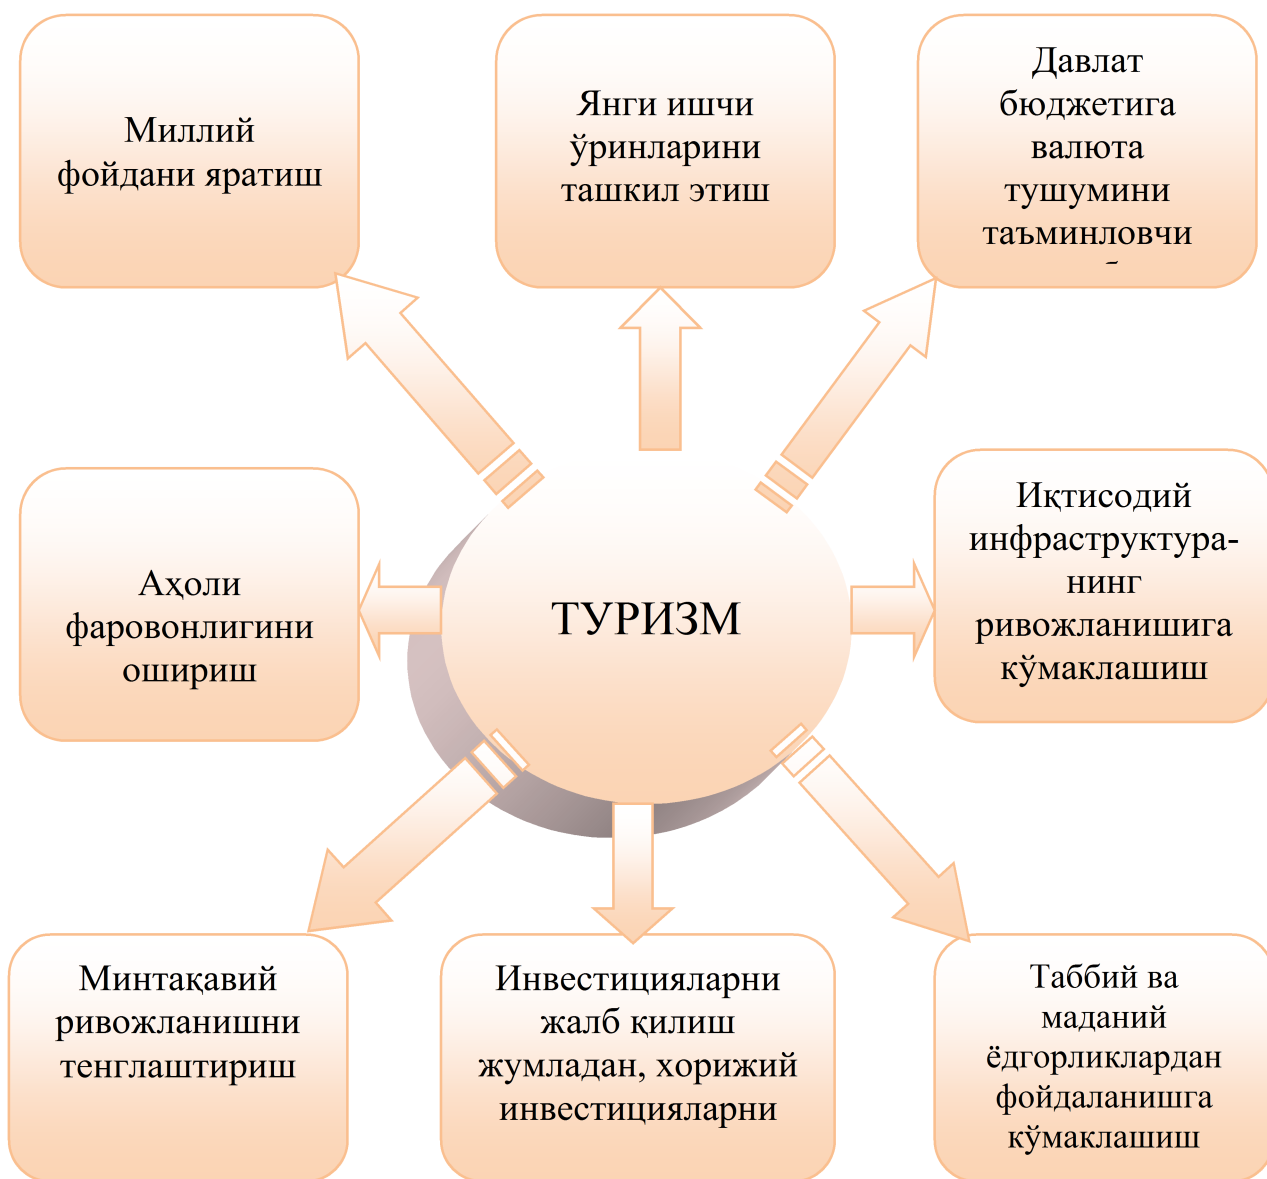 Миллий
фойдани яратиш
Янги ишчи
ўринларини
ташкил этиш
Давлат
бюджетига
валюта
тушумини
таъминловчи
Аҳоли
фаровонлигини
ошириш
ТУРИЗМ
Иқтисодий
инфраструктура-
нинг
ривожланишига
кўмаклашиш
Минтақавий
ривожланишни
тенглаштириш
Инвестицияларни
жалб қилиш
жумладан, хорижий
инвестицияларни
Таббий ва
маданий
ёдгорликлардан
фойдаланишга
кўмаклашиш